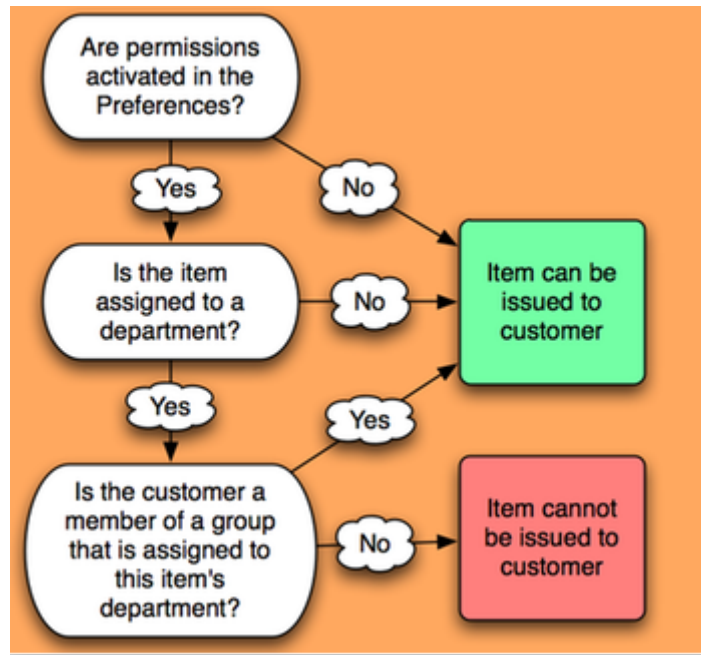 Are permissions
activated in the
Preferences?
Yes
No
Is the item
assigned to a
department?
No
Item can be
issued to
customer
Yes
Yes
Is the customer a
member of a group
that is assigned to
this item's
department?
No
Item cannot
be issued to
customer